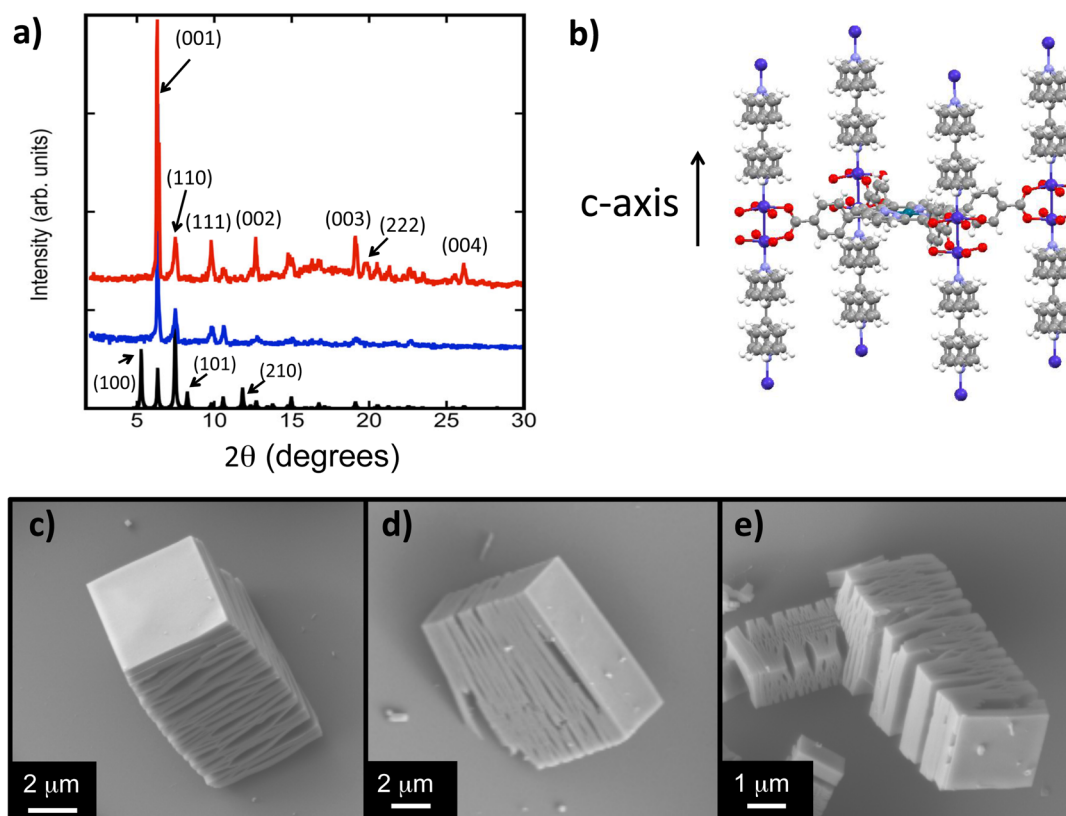 a)
b)
(001)
(110)
(111)
(002)
(003)
(222)
(004)
Intensity (arb. units)
c-axis
(100)
(101)
(210)
5
10
15
20
25
30
2θ (degrees)
c)
d)
e)
2 μm
2 μm
1 μm